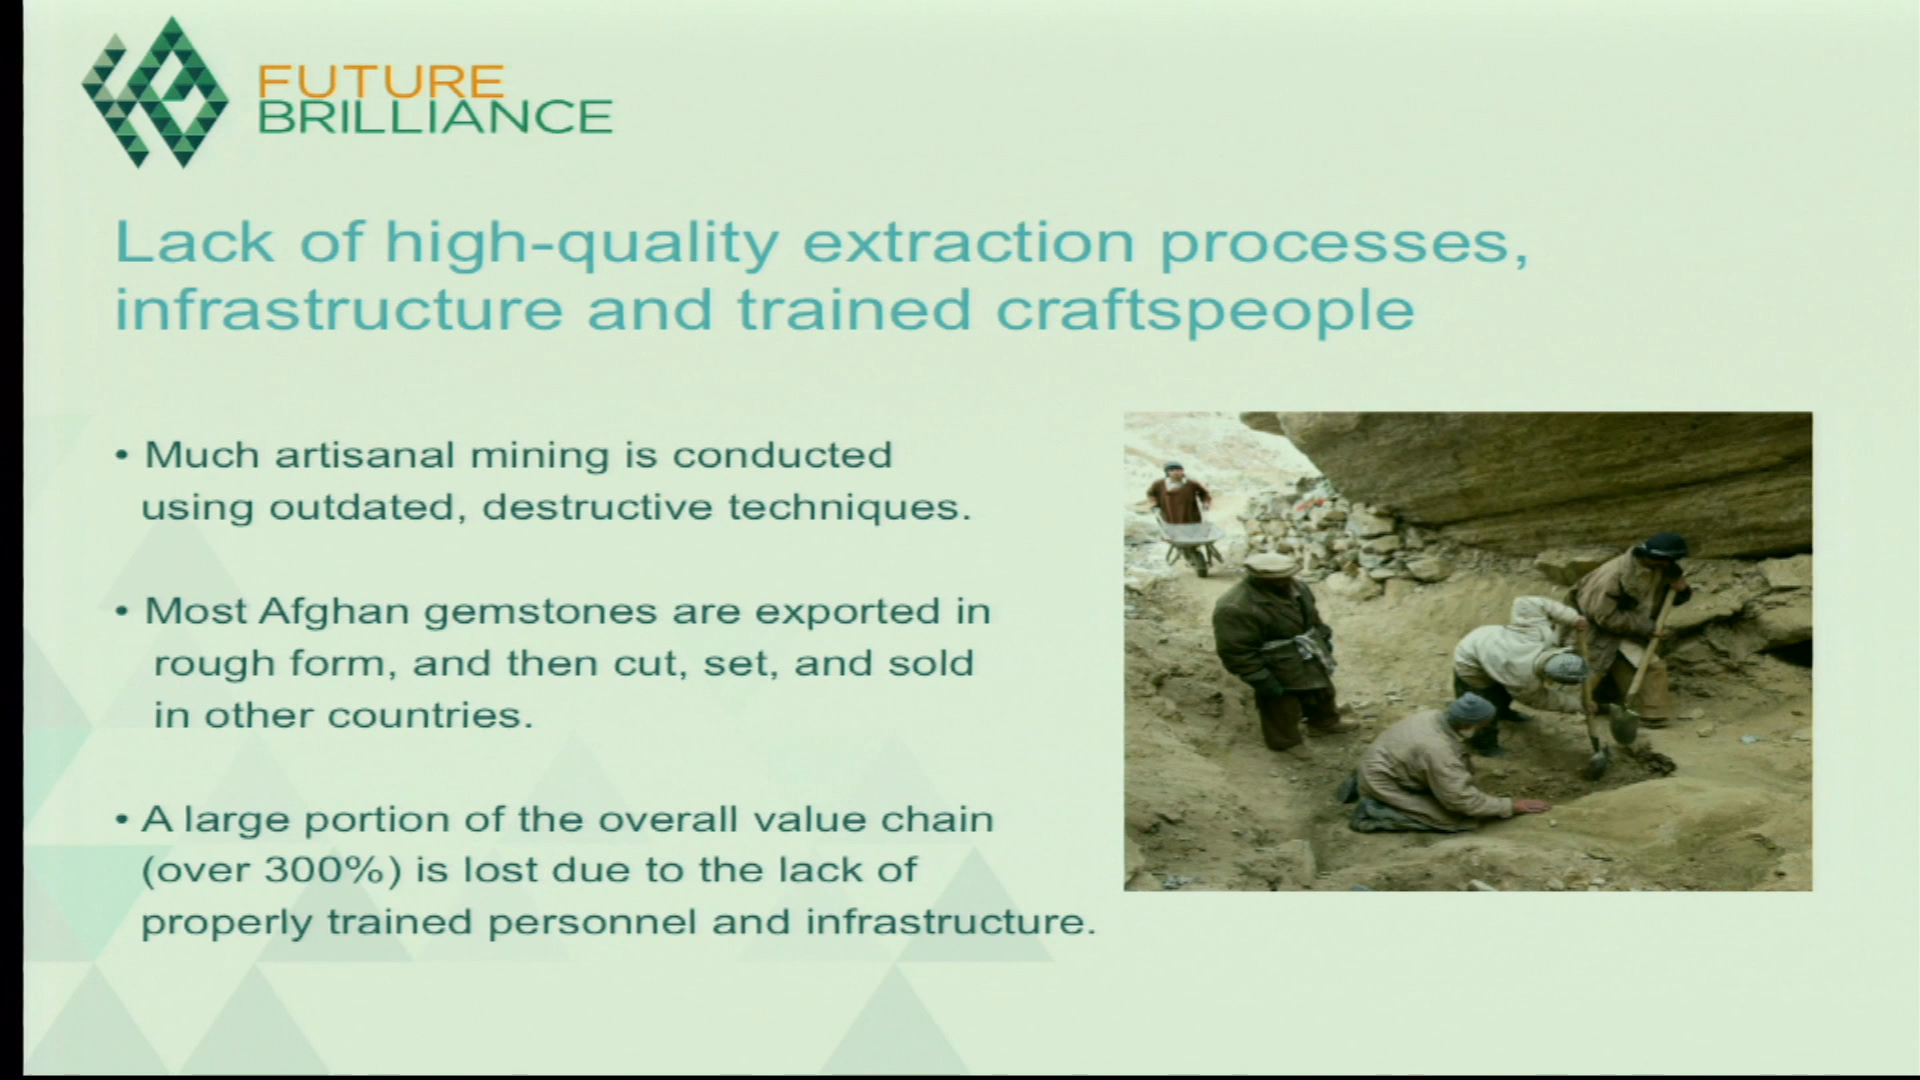 FUTURE
BRILLIANCE
Lack of high-quality extraction processes,
infrastructure and trained craftspeople
• Much artisanal mining is conducted
using outdated, destructive techniques.
• Most Afghan gemstones are exported in
rough form, and then cut, set, and sold
in other countries.
• A large portion of the overall value chain
(over 300%) is lost due to the lack of
properly trained personnel and infrastructure.